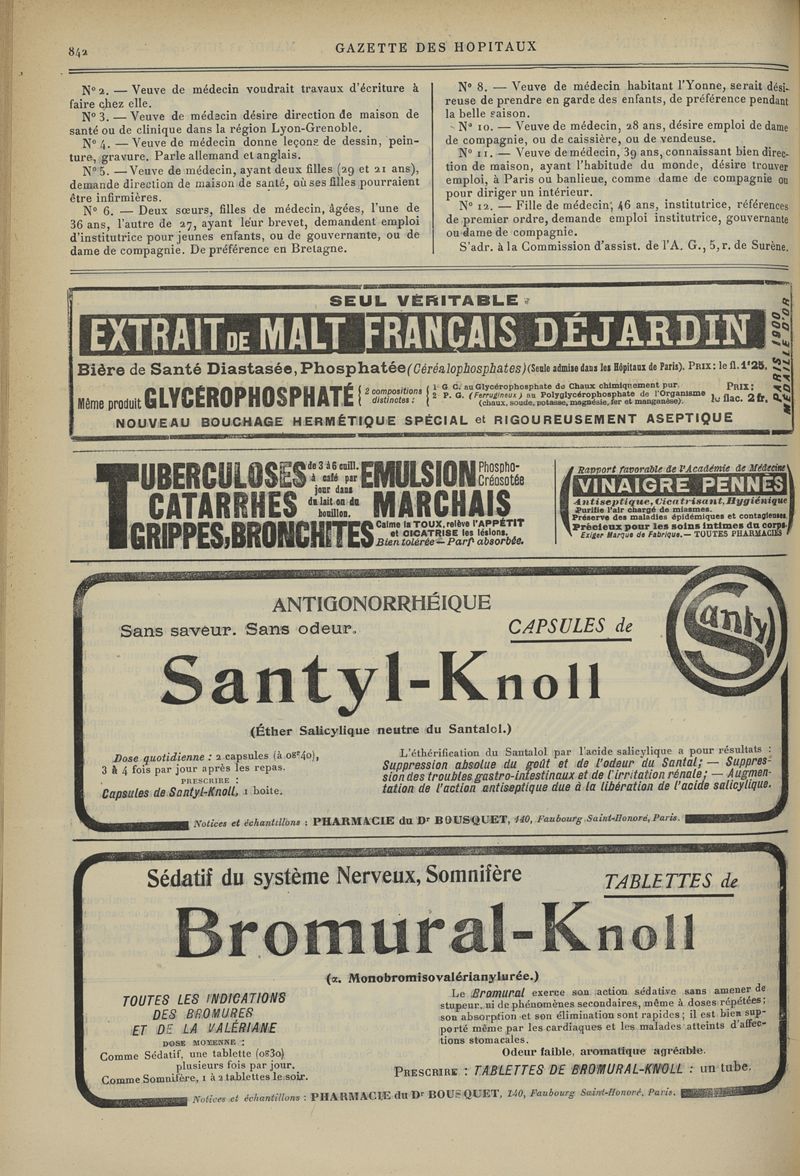 842
GAZETTE DES HOPITAUX
N° 2. — Veuve de médecin voudrait travaux d'écriture à
faire chez elle.
N° 3. — Veuve de médecin désire direction de maison de
santé ou de clinique dans la région Lyon-Grenoble.
N° 4. — Veuve de médecin donne leçons de dessin, pein-
ture, gravure. Parle allemand et anglais.
N° 5. — Veuve de médecin, ayant deux filles (29 et 21 ans),
demande direction de maison de santé, où ses filles pourraient
être infirmières.
N° 6. — Deux sœurs, filles de médecin, âgées, l'une de
36 ans, l'autre de 27, ayant leur brevet, demandent emploi
d'institutrice pour jeunes enfants, ou de gouvernante, ou de
dame de compagnie. De préférence en Bretagne.
N° 8. — Veuve de médecin habitant l'Yonne, serait dési-
reuse de prendre en garde des enfants, de préférence pendant
la belle saison.
N° 10. — Veuve de médecin, 28 ans, désire emploi de dame
de compagnie, ou de caissière, ou de vendeuse.
N° 11. — Veuve de médecin, 39 ans, connaissant bien direc-
tion de maison, ayant l'habitude du monde, désire trouver
emploi, à Paris ou banlieue, comme dame de compagnie ou
pour diriger un intérieur.
N° 12. — Fille de médecin, 46 ans, institutrice, références
de premier ordre, demande emploi institutrice, gouvernante
ou dame de compagnie.
S'adr. à la Commission d'assist. de l'A. G., 5, r. de Surène.
SEUL VÉRITABLE
EXTRAIT DE MALT FRANÇAIS DÉJARDIN
Bière de Santé Diastasée, Phosphatée (Céréalophosphates) (Seule admise dans les Hôpitaux de Paris). PRIX: le fl. 1f25.
Même produit GLYCÉROPHOSPHATÉ
2 compositions
distinctes :
1° G. C. au Glycérophosphate de Chaux chimiquement pur.
2° P. G. (Ferrugineux) au Polyglycérophosphate de l'Organisme
(chaux, soude, potasse, magnésie, fer et manganèse).
PRIX:
le flac. 2 fr.
NOUVEAU BOUCHAGE HERMÉTIQUE SPÉCIAL et RIGOUREUSEMENT ASEPTIQUE
PARIS 1900
MÉDAILLE D'OR
TUBERCULOSES
CATARRHES
GRIPPES, BRONCHITES
de 3 à 6 cuill.
à café par
jour dans
du lait ou du
bouillon.
EMULSION
Phospho-
Créosotée
MARCHAIS
Calme la TOUX, relève l'APPÉTIT
et CICATRISE les lésions.
Bien tolérée — Parft absorbée.
Rapport favorable de l'Académie de Médecine
VINAIGRE PENNÈS
Antiseptique, Cicatrisant, Hygiénique
Purifie l'air chargé de miasmes.
Préserve des maladies épidémiques et contagieuses
Précieux pour les soins intimes du corps.
Exiger Marque de Fabrique. — TOUTES PHARMACIES
ANTIGONORRHÉIQUE
Sans saveur. Sans odeur.
CAPSULES de
Santyl
Santyl-Knoll
(Éther Salicylique neutre du Santalol.)
Dose quotidienne : 2 capsules (à 0gr40),
3 à 4 fois par jour après les repas.
PRESCRIRE :
Capsules de Santyl-Knoll, 1 boite.
L'éthérification du Santalol par l'acide salicylique a pour résultats :
Suppression absolue du goût et de l'odeur du Santal; — Suppres-
sion des troubles gastro-intestinaux et de l'irritation rénale; — Augmen-
tation de l'action antiseptique due à la libération de l'acide salicylique.
Notices et échantillons : PHARMACIE du Dr BOUSQUET, 140, Faubourg Saint-Honoré, Paris.
Sédatif du système Nerveux, Somnifère
TABLETTES de
Bromural-Knoll
(α. Monobromisovalérianylurée.)
TOUTES LES INDICATIONS
DES BROMURES
ET DE LA VALÉRIANE
DOSE MOYENNE :
Comme Sédatif, une tablette (0g30)
plusieurs fois par jour.
Comme Somnifère, 1 à 2 tablettes le soir.
Le Bromural exerce son action sédative sans amener de
stupeur, ni de phénomènes secondaires, même à doses répétées;
son absorption et son élimination sont rapides; il est bien sup-
porté même par les cardiaques et les malades atteints d'affec-
tions stomacales.
Odeur faible, aromatique agréable.
PRESCRIRE : TABLETTES DE BROMURAL-KNOLL : un tube.
Notices et échantillons : PHARMACIE du Dr BOUSQUET, 140, Faubourg Saint-Honoré, Paris.